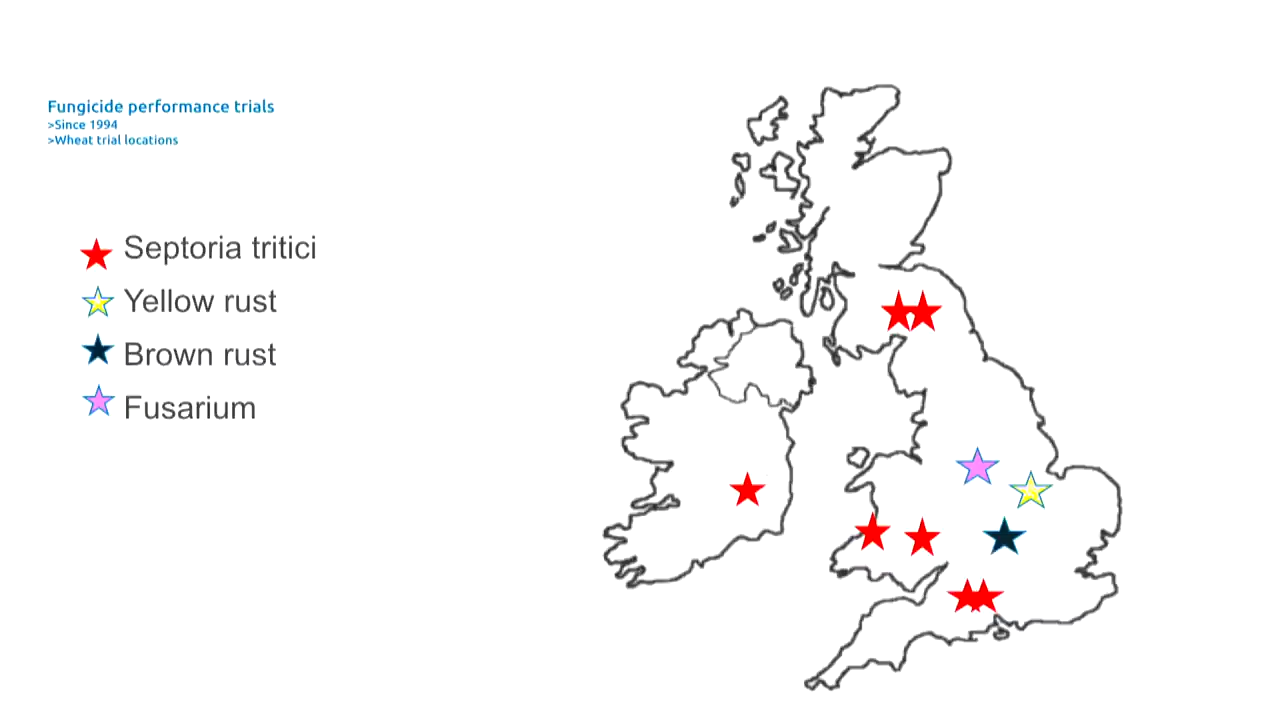 Fungicide performance trials
>Since 1994
>Wheat trial locations
Septoria tritici
Yellow rust
Brown rust
Fusarium